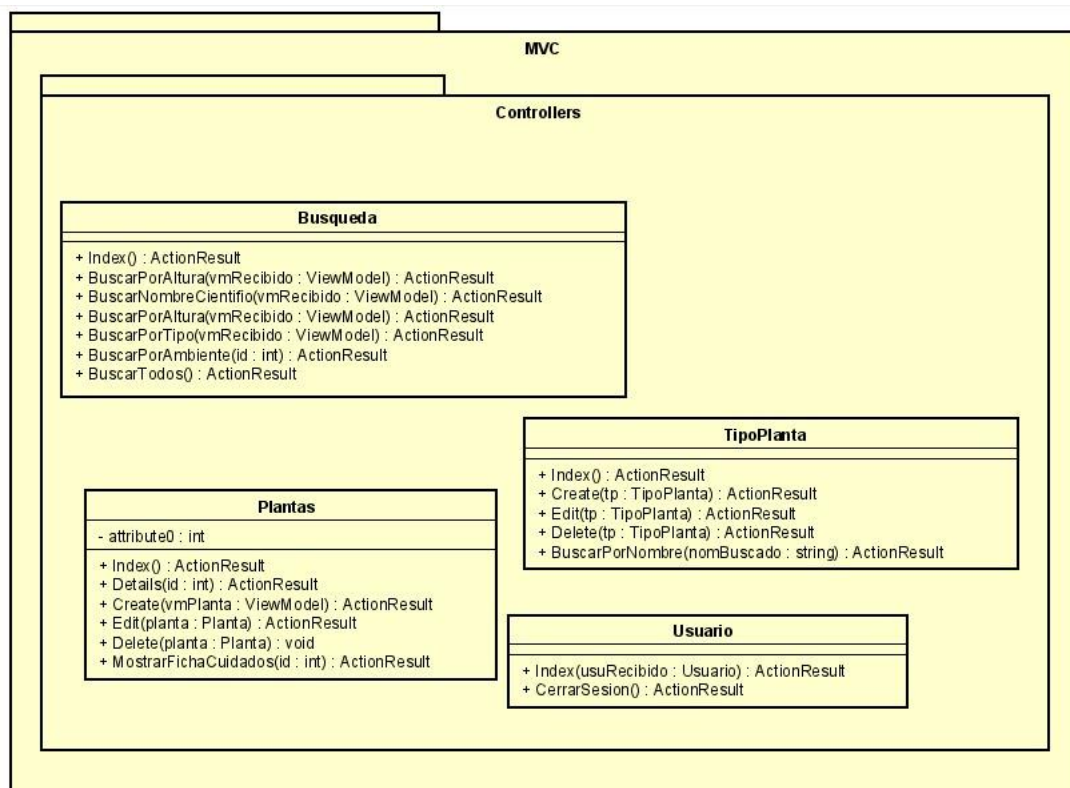 MVC
Controllers
Busqueda
+ Index() : ActionResult
+ BuscarPorAltura(vmRecibido : ViewModel) : ActionResult
+ BuscarNombreCientifio(vmRecibido : ViewModel) : ActionResult
+ BuscarPorAltura(vmRecibido : ViewModel) : ActionResult
+ BuscarPorTipo(vmRecibido : ViewModel) : ActionResult
+ BuscarPorAmbiente(id : int) : ActionResult
+ BuscarTodos() : ActionResult
TipoPlanta
+ Index() : ActionResult
+ Create(tp : TipoPlanta) : ActionResult
+ Edit(tp : TipoPlanta) : ActionResult
+ Delete(tp : TipoPlanta) : ActionResult
+ BuscarPorNombre(nomBuscado : string) : ActionResult
Plantas
- attribute0 : int
+ Index() : ActionResult
+ Details(id : int) : ActionResult
+ Create(vmPlanta : ViewModel) : ActionResult
+ Edit(planta : Planta) : ActionResult
+ Delete(planta : Planta) : void
+ MostrarFichaCuidados(id : int) : ActionResult
Usuario
+ Index(usuRecibido : Usuario) : ActionResult
+ CerrarSesion() : ActionResult